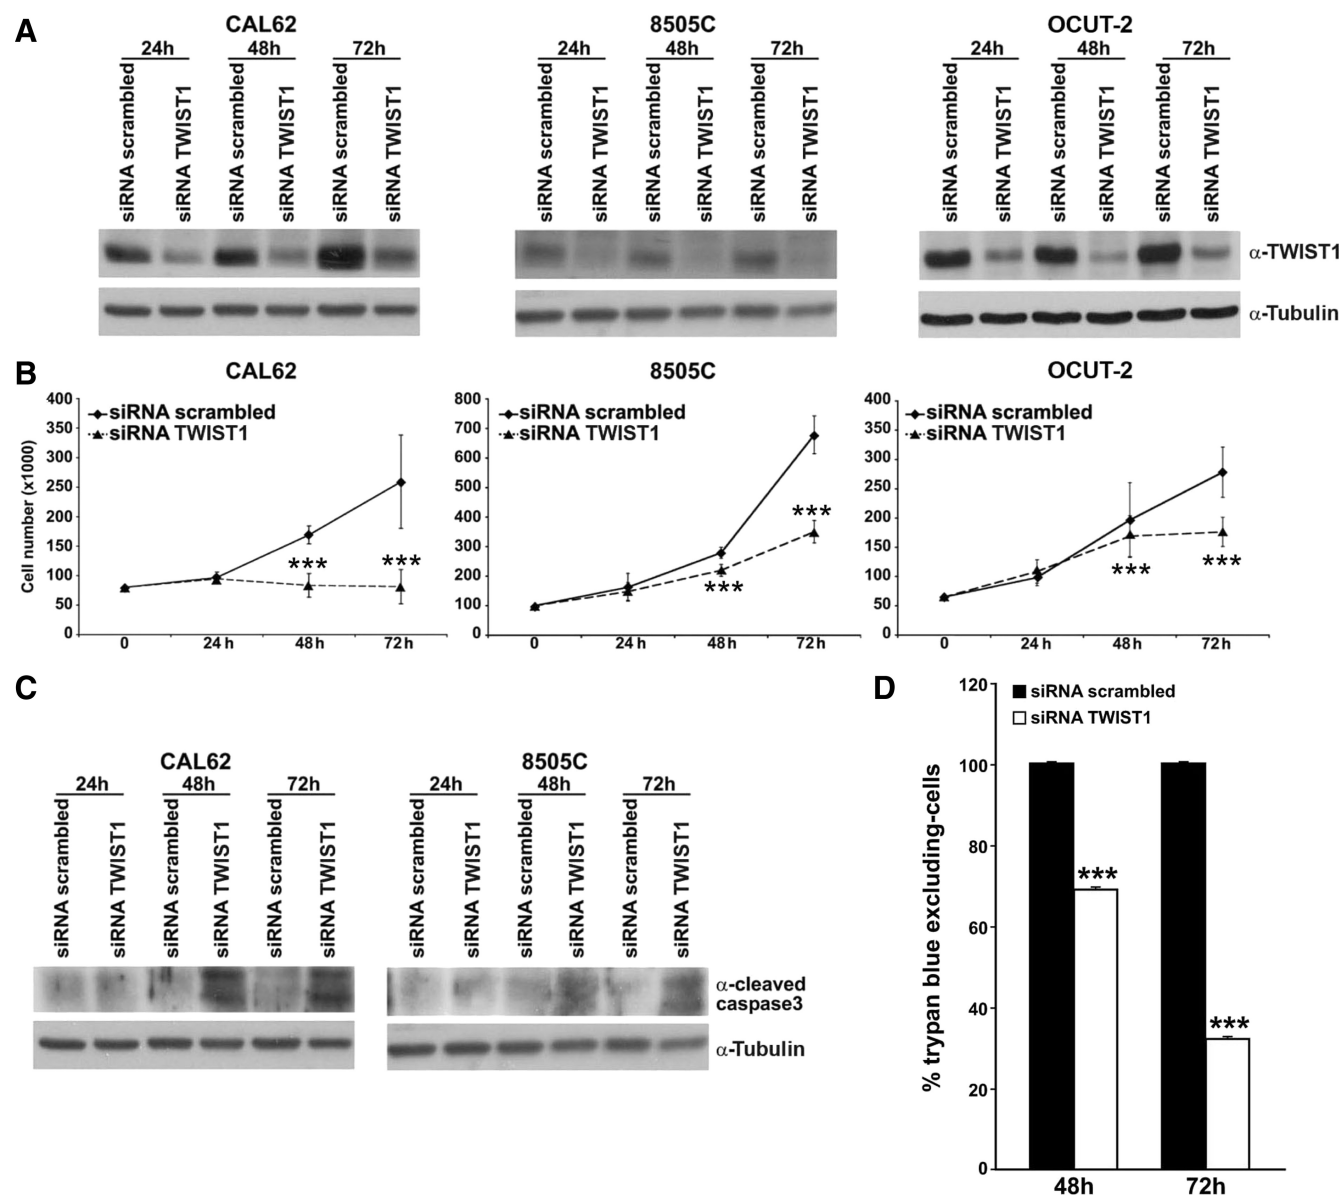 A
CAL62
8505C
OCUT-2
24h 48h 72h
24h 48h 72h
24h 48h 72h
siRNA scrambled
siRNA TWIST1
siRNA scrambled
siRNA TWIST1
siRNA scrambled
siRNA TWIST1
siRNA scrambled
siRNA TWIST1
siRNA scrambled
siRNA TWIST1
siRNA scrambled
siRNA TWIST1
siRNA scrambled
siRNA TWIST1
siRNA scrambled
siRNA TWIST1
siRNA scrambled
siRNA TWIST1
α-TWIST1
α-Tubulin
B
CAL62
Cell number (x1000)
400
350
300
250
200
150
100
50
0
siRNA scrambled
siRNA TWIST1
***
***
0 24 h 48 h 72 h
8505C
800
700
600
500
400
300
200
100
0
siRNA scrambled
siRNA TWIST1
***
***
0 24 h 48 h 72 h
OCUT-2
400
350
300
250
200
150
100
50
0
siRNA scrambled
siRNA TWIST1
***
***
0 24 h 48 h 72 h
C
CAL62
8505C
24h 48h 72h
24h 48h 72h
siRNA scrambled
siRNA TWIST1
siRNA scrambled
siRNA TWIST1
siRNA scrambled
siRNA TWIST1
siRNA scrambled
siRNA TWIST1
siRNA scrambled
siRNA TWIST1
siRNA scrambled
siRNA TWIST1
α-cleaved
caspase3
α-Tubulin
D
% trypan blue excluding-cells
120
100
80
60
40
20
0
siRNA scrambled
siRNA TWIST1
***
***
48h 72h